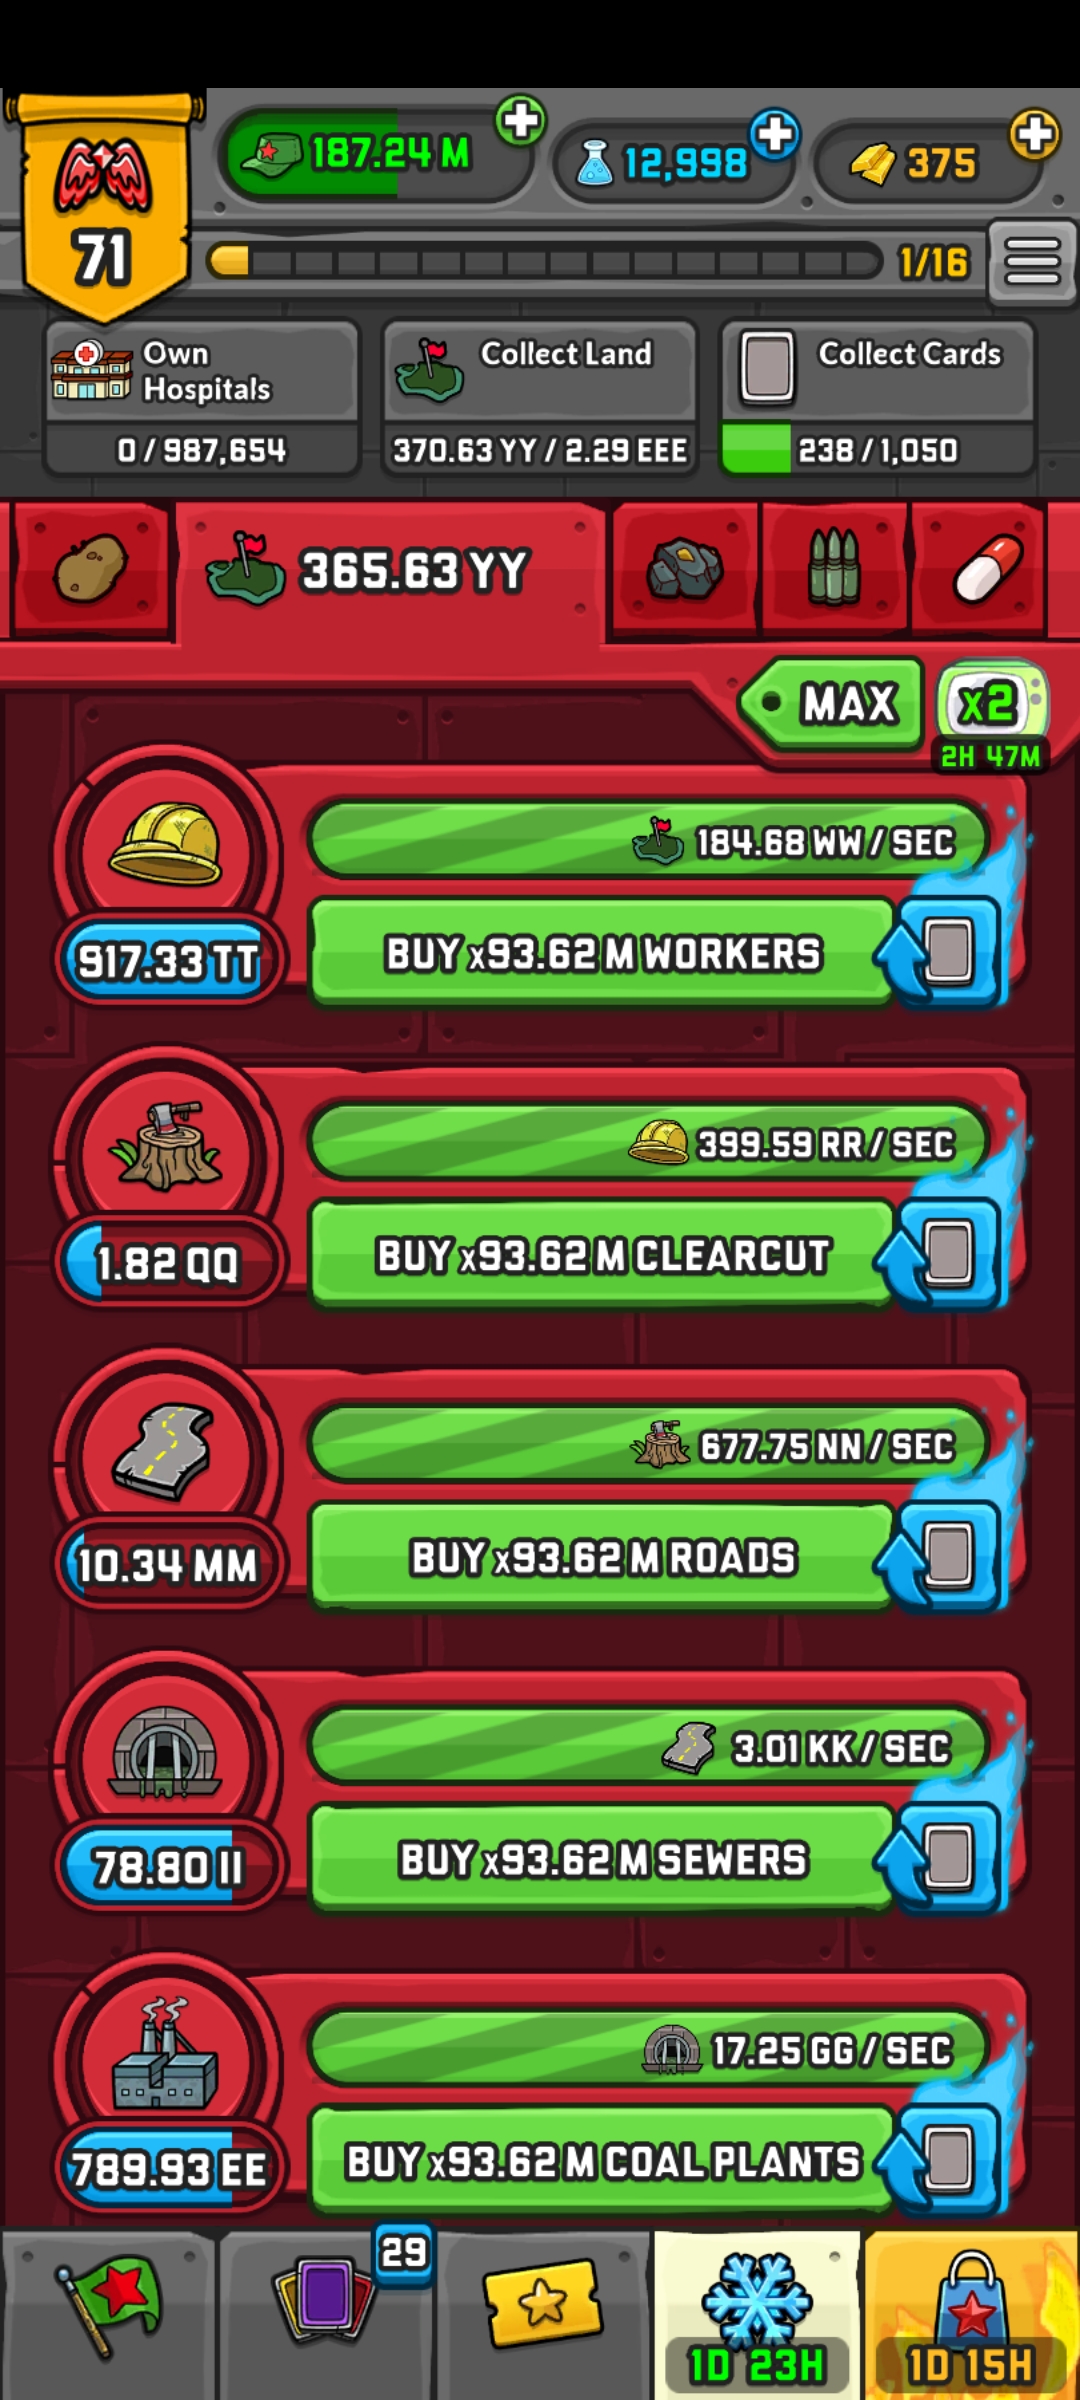 187.24 M
12,998
375
71
1/16
Own
Hospitals
0 / 987,654
Collect Land
370.63 YY / 2.29 EEE
Collect Cards
238 / 1,050
365.63 YY
MAX
x2
2H 47M
184.68 WW / SEC
917.33 TT
BUY x93.62 M WORKERS
399.59 RR / SEC
1.82 QQ
BUY x93.62 M CLEARCUT
677.75 NN / SEC
10.34 MM
BUY x93.62 M ROADS
3.01 KK / SEC
78.80 II
BUY x93.62 M SEWERS
17.25 GG / SEC
789.93 EE
BUY x93.62 M COAL PLANTS
29
1D 23H
1D 15H